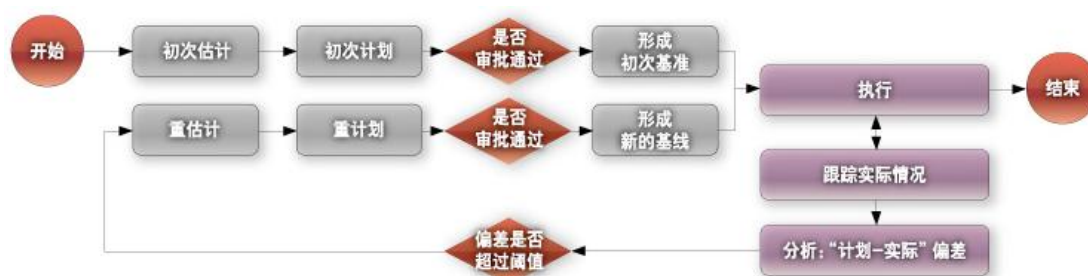 开始
初次估计
初次计划
是否
审批通过
形成
初次基准
执行
结束
重估计
重计划
是否
审批通过
形成
新的基线
跟踪实际情况
偏差是否
超过阈值
分析：“计划-实际”偏差